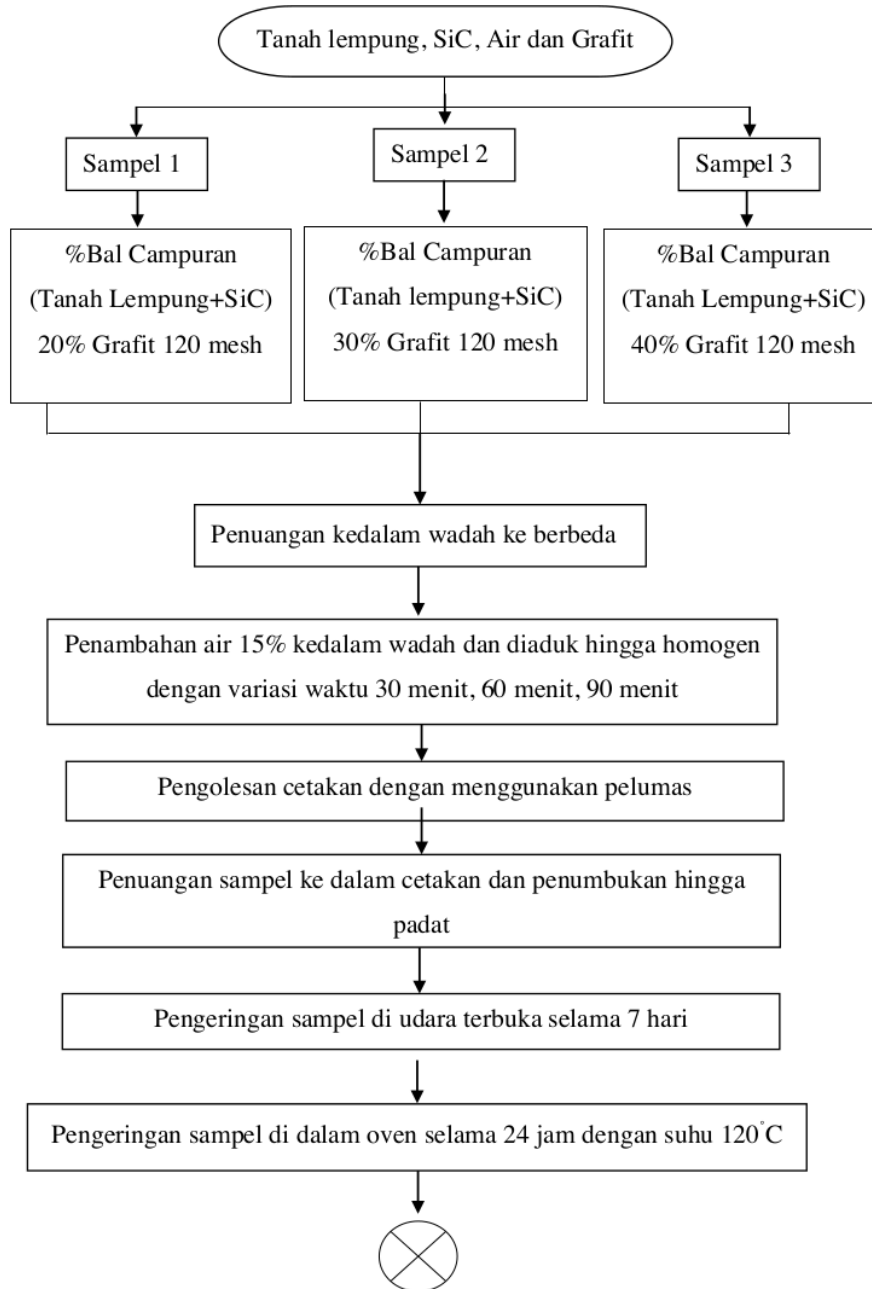 Tanah lempung, SiC, Air dan Grafit
Sampel 1
Sampel 2
Sampel 3
%Bal Campuran
(Tanah Lempung+SiC)
20% Grafit 120 mesh
%Bal Campuran
(Tanah lempung+SiC)
30% Grafit 120 mesh
%Bal Campuran
(Tanah Lempung+SiC)
40% Grafit 120 mesh
Penuangan kedalam wadah ke berbeda
Penambahan air 15% kedalam wadah dan diaduk hingga homogen
dengan variasi waktu 30 menit, 60 menit, 90 menit
Pengolesan cetakan dengan menggunakan pelumas
Penuangan sampel ke dalam cetakan dan penumbukan hingga
padat
Pengeringan sampel di udara terbuka selama 7 hari
Pengeringan sampel di dalam oven selama 24 jam dengan suhu 120°C